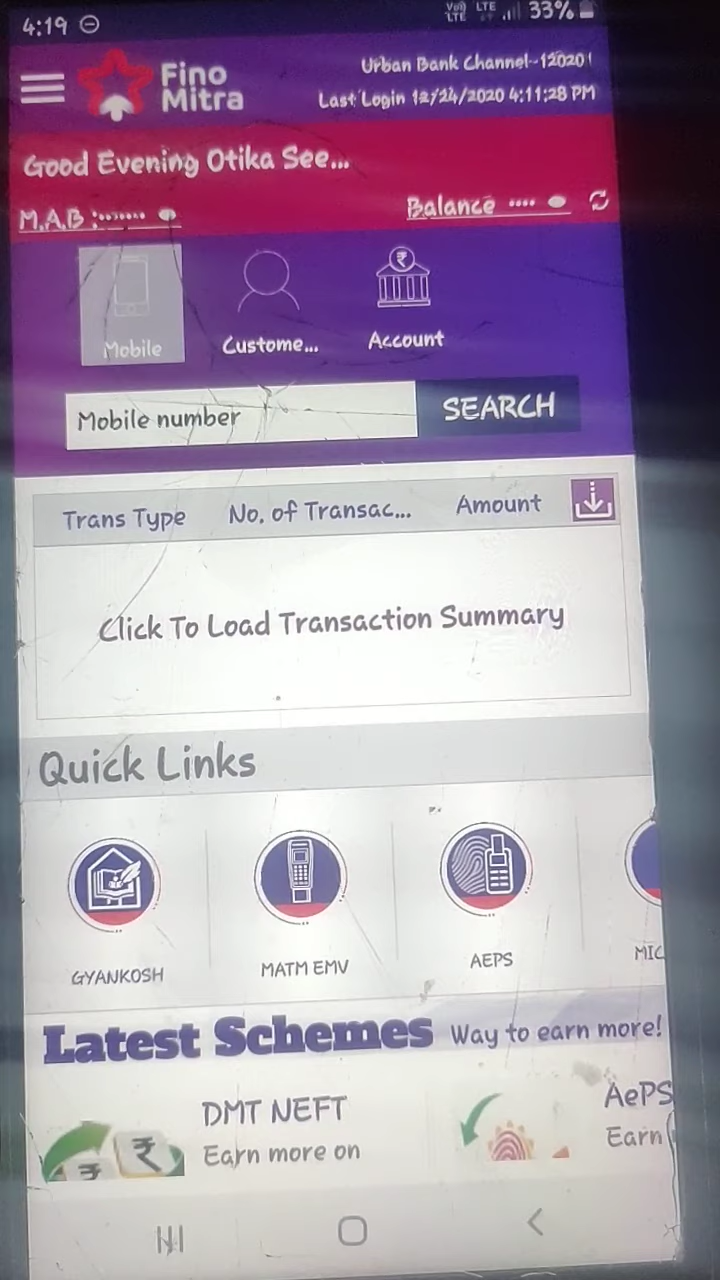 4:19 33%
Urban Bank Channel-12020!
Fino
Mitra
Last Login 12/24/2020 4:11:28 PM
Good Evening Otika See...
M.A.B :....... Balance ....
Mobile Custome... Account
Mobile number SEARCH
Trans Type No. of Transac... Amount
Click To Load Transaction Summary
Quick Links
GYANKOSH MATM EMV AEPS MIC
Latest Schemes Way to earn more!
DMT NEFT AePS
Earn more on Earn